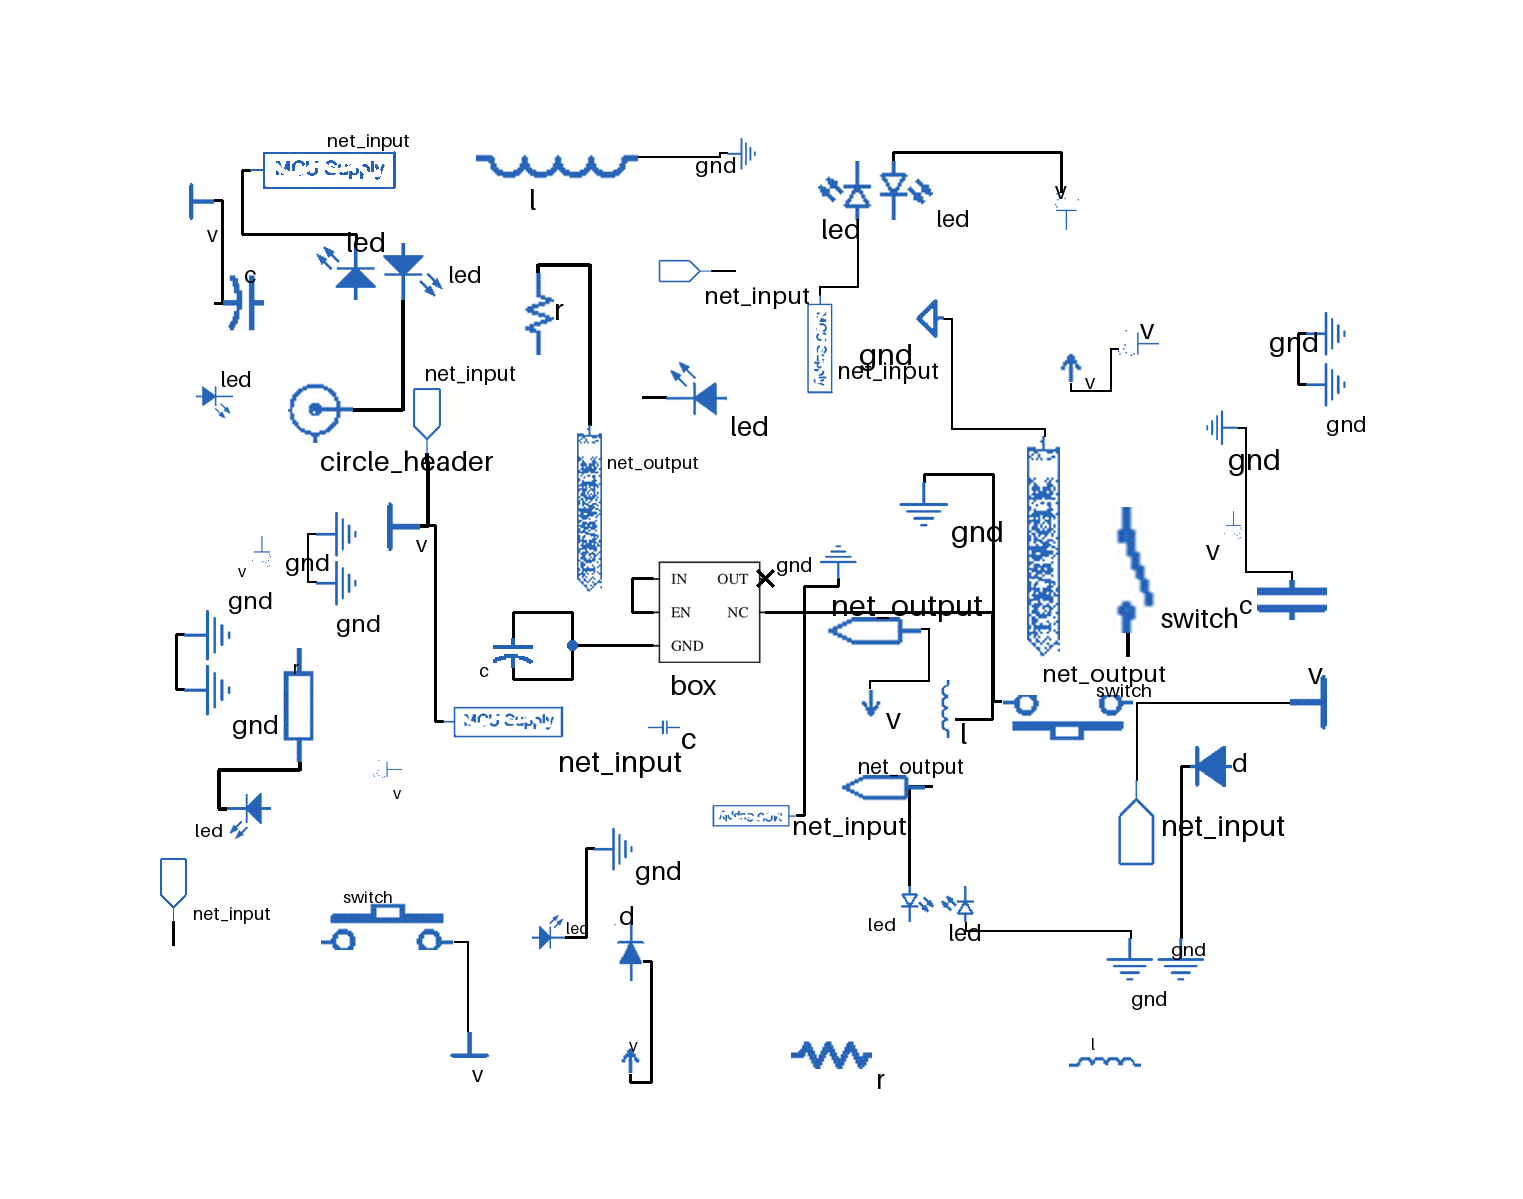 net_input
MCU Supply
gnd
l
v
led
led
c
led
led
v
net_input
r
gnd
net_input
v
v
gnd
gnd
led
net_input
led
circle_header
net_output
gnd
v
gnd
v
v
gnd
gnd
gnd
gnd
IN OUT
EN NC
GND
box
gnd
net_output
switch
c
c
r
gnd
MCU Supply
net_input
c
v
l
net_output
switch
v
v
net_output
d
net_input
net_input
led
net_input
switch
gnd
led
d
led
led
gnd
gnd
v
v
r
l